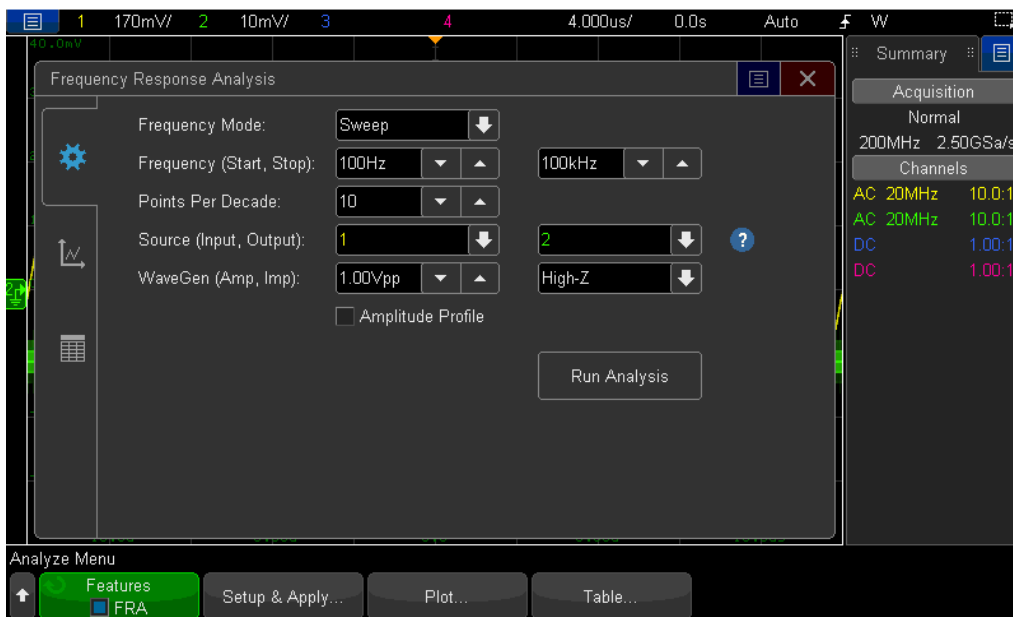 1 170mV/ 2 10mV/ 3 4 4.000us/ 0.0s Auto W
40.0mV
Summary
Frequency Response Analysis
Acquisition
Normal
200MHz 2.50GSa/s
Channels
AC 20MHz 10.0:1
AC 20MHz 10.0:1
DC 1.00:1
DC 1.00:1
Frequency Mode: Sweep
Frequency (Start, Stop): 100Hz 100kHz
Points Per Decade: 10
Source (Input, Output): 1 2 ?
WaveGen (Amp, Imp): 1.00Vpp High-Z
Amplitude Profile
Run Analysis
Analyze Menu
Features
FRA
Setup & Apply...
Plot...
Table...